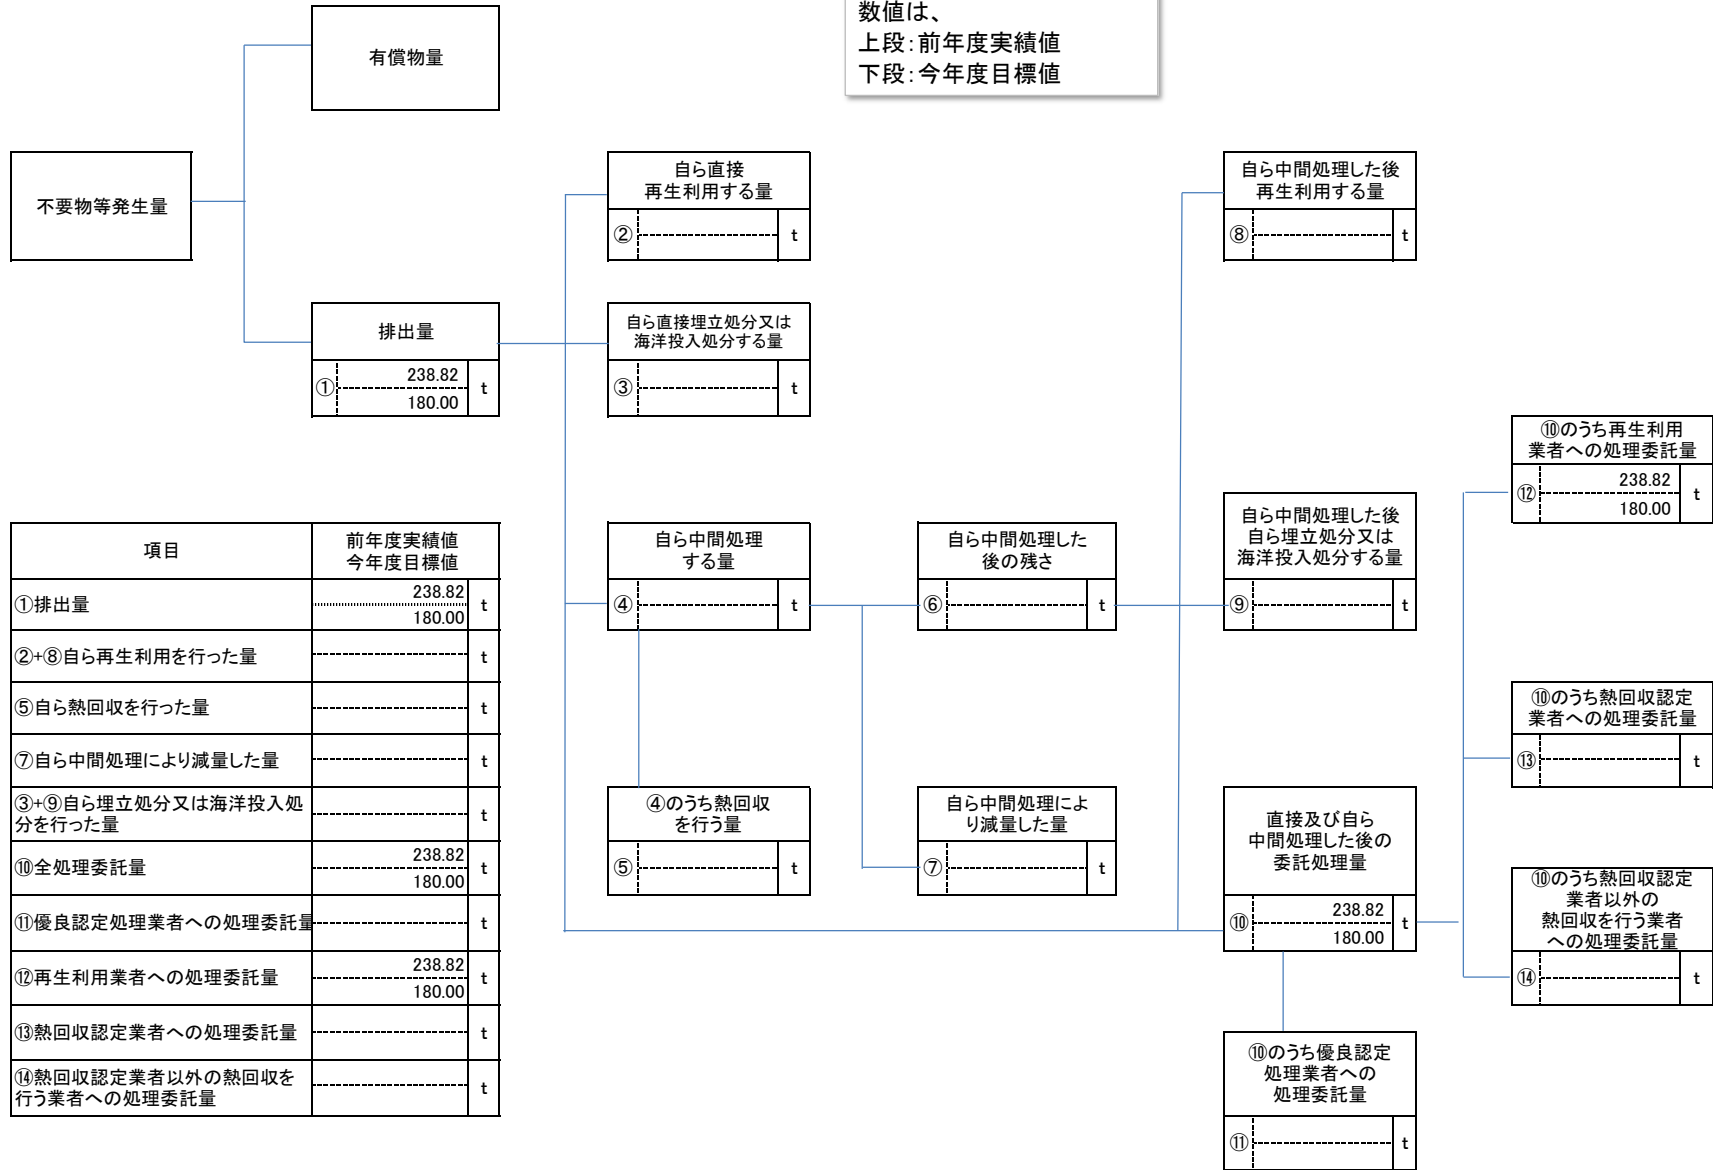 数値は、
上段：前年度実績値
下段：今年度目標値
有償物量
不要物等発生量
自ら直接
再生利用する量
②
t
自ら中間処理した後
再生利用する量
⑧
t
排出量
① 238.82
180.00
t
自ら直接埋立処分又は
海洋投入処分する量
③
t
⑩のうち再生利用
業者への処理委託量
⑫ 238.82
180.00
t
自ら中間処理
する量
④
t
自ら中間処理した
後の残さ
⑥
t
自ら中間処理した後
自ら埋立処分又は
海洋投入処分する量
⑨
t
⑩のうち熱回収認定
業者への処理委託量
⑬
t
④のうち熱回収
を行う量
⑤
t
自ら中間処理によ
り減量した量
⑦
t
直接及び自ら
中間処理した後の
委託処理量
⑩ 238.82
180.00
t
⑩のうち熱回収認定
業者以外の
熱回収を行う業者
への処理委託量
⑭
t
⑩のうち優良認定
処理業者への
処理委託量
⑪
t
項目
前年度実績値
今年度目標値
①排出量
238.82
180.00
t
②+⑧自ら再生利用を行った量
t
⑤自ら熱回収を行った量
t
⑦自ら中間処理により減量した量
t
③+⑨自ら埋立処分又は海洋投入処
分を行った量
t
⑩全処理委託量
238.82
180.00
t
⑪優良認定処理業者への処理委託量
t
⑫再生利用業者への処理委託量
238.82
180.00
t
⑬熱回収認定業者への処理委託量
t
⑭熱回収認定業者以外の熱回収を
行う業者への処理委託量
t